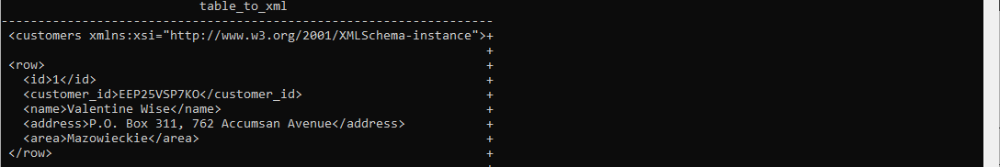 table_to_xml
------------------------------------------------------------------
<customers xmlns:xsi="http://www.w3.org/2001/XMLSchema-instance">+
+
<row> +
<id>1</id> +
<customer_id>EEP25VSP7KO</customer_id> +
<name>Valentine Wise</name> +
<address>P.O. Box 311, 762 Accumsan Avenue</address> +
<area>Mazowieckie</area> +
</row> +
+